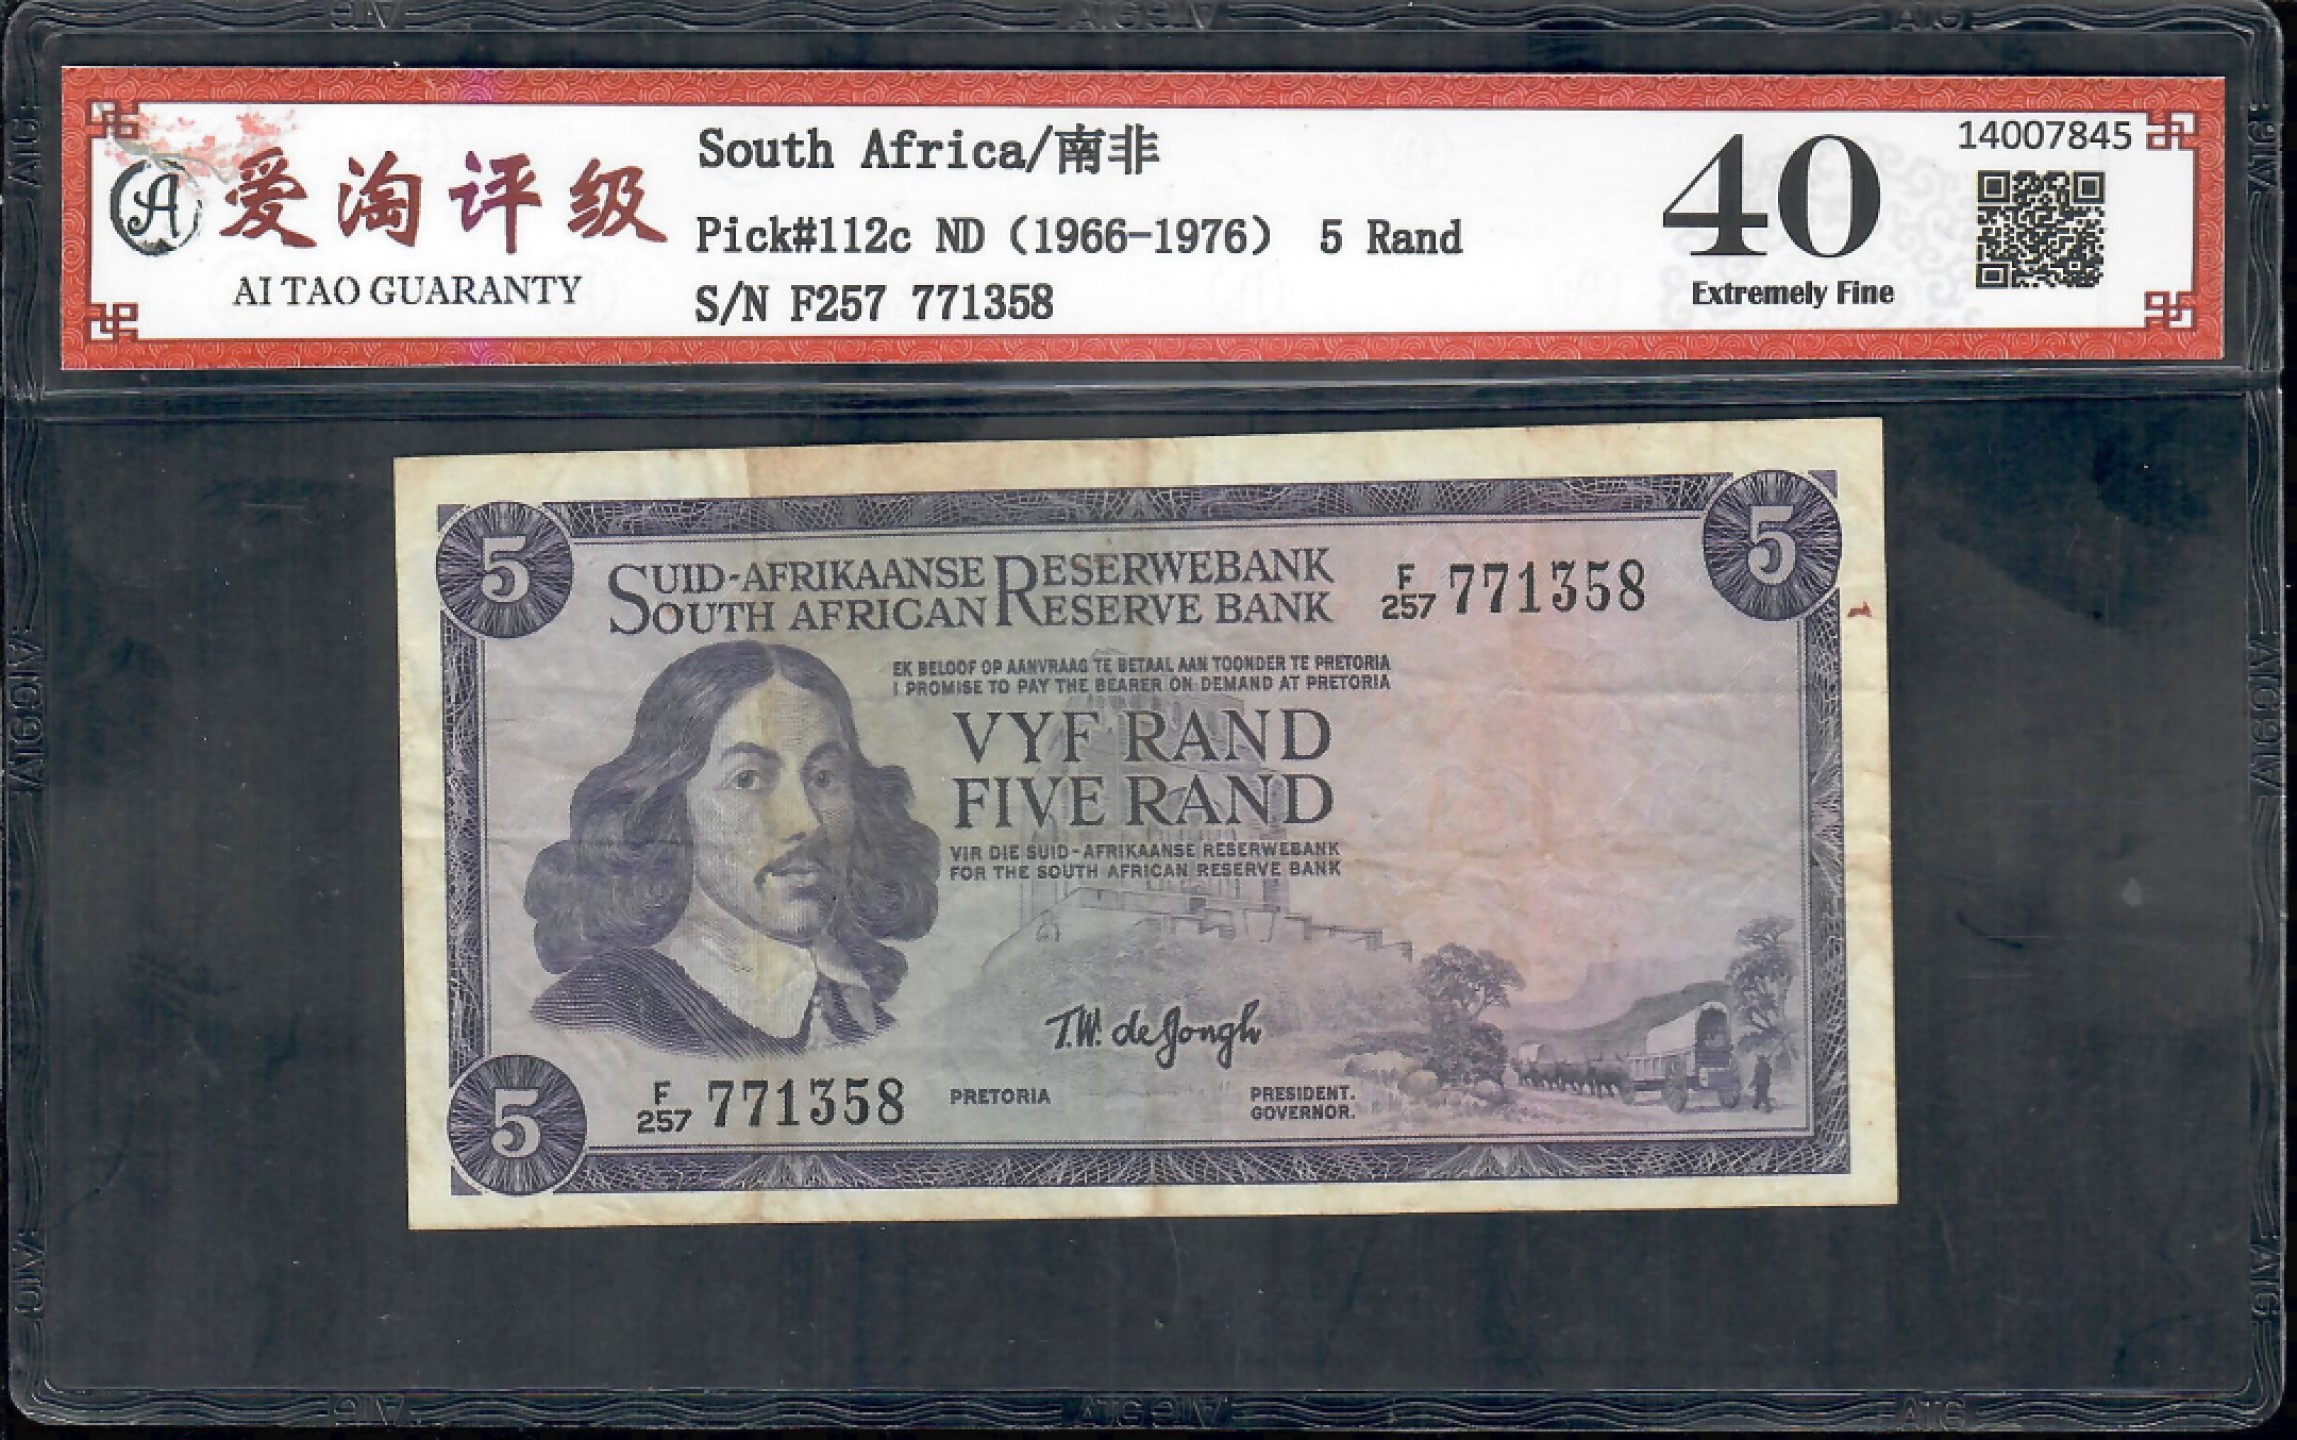 爱淘评级
AI TAO GUARANTY
South Africa/南非
Pick#112c ND (1966-1976) 5 Rand
S/N F257 771358
40
Extremely Fine
14007845
5
5
SUID-AFRIKAANSE RESERWEBANK
SOUTH AFRICAN RESERVE BANK
F/257 771358
EK BELOOF OP AANVRAAG TE BETAAL AAN TOONDER TE PRETORIA
I PROMISE TO PAY THE BEARER ON DEMAND AT PRETORIA
VYF RAND
FIVE RAND
VIR DIE SUID-AFRIKAANSE RESERWEBANK
FOR THE SOUTH AFRICAN RESERVE BANK
T.W. de Jongh
5
F/257 771358
PRETORIA
PRESIDENT.
GOVERNOR.